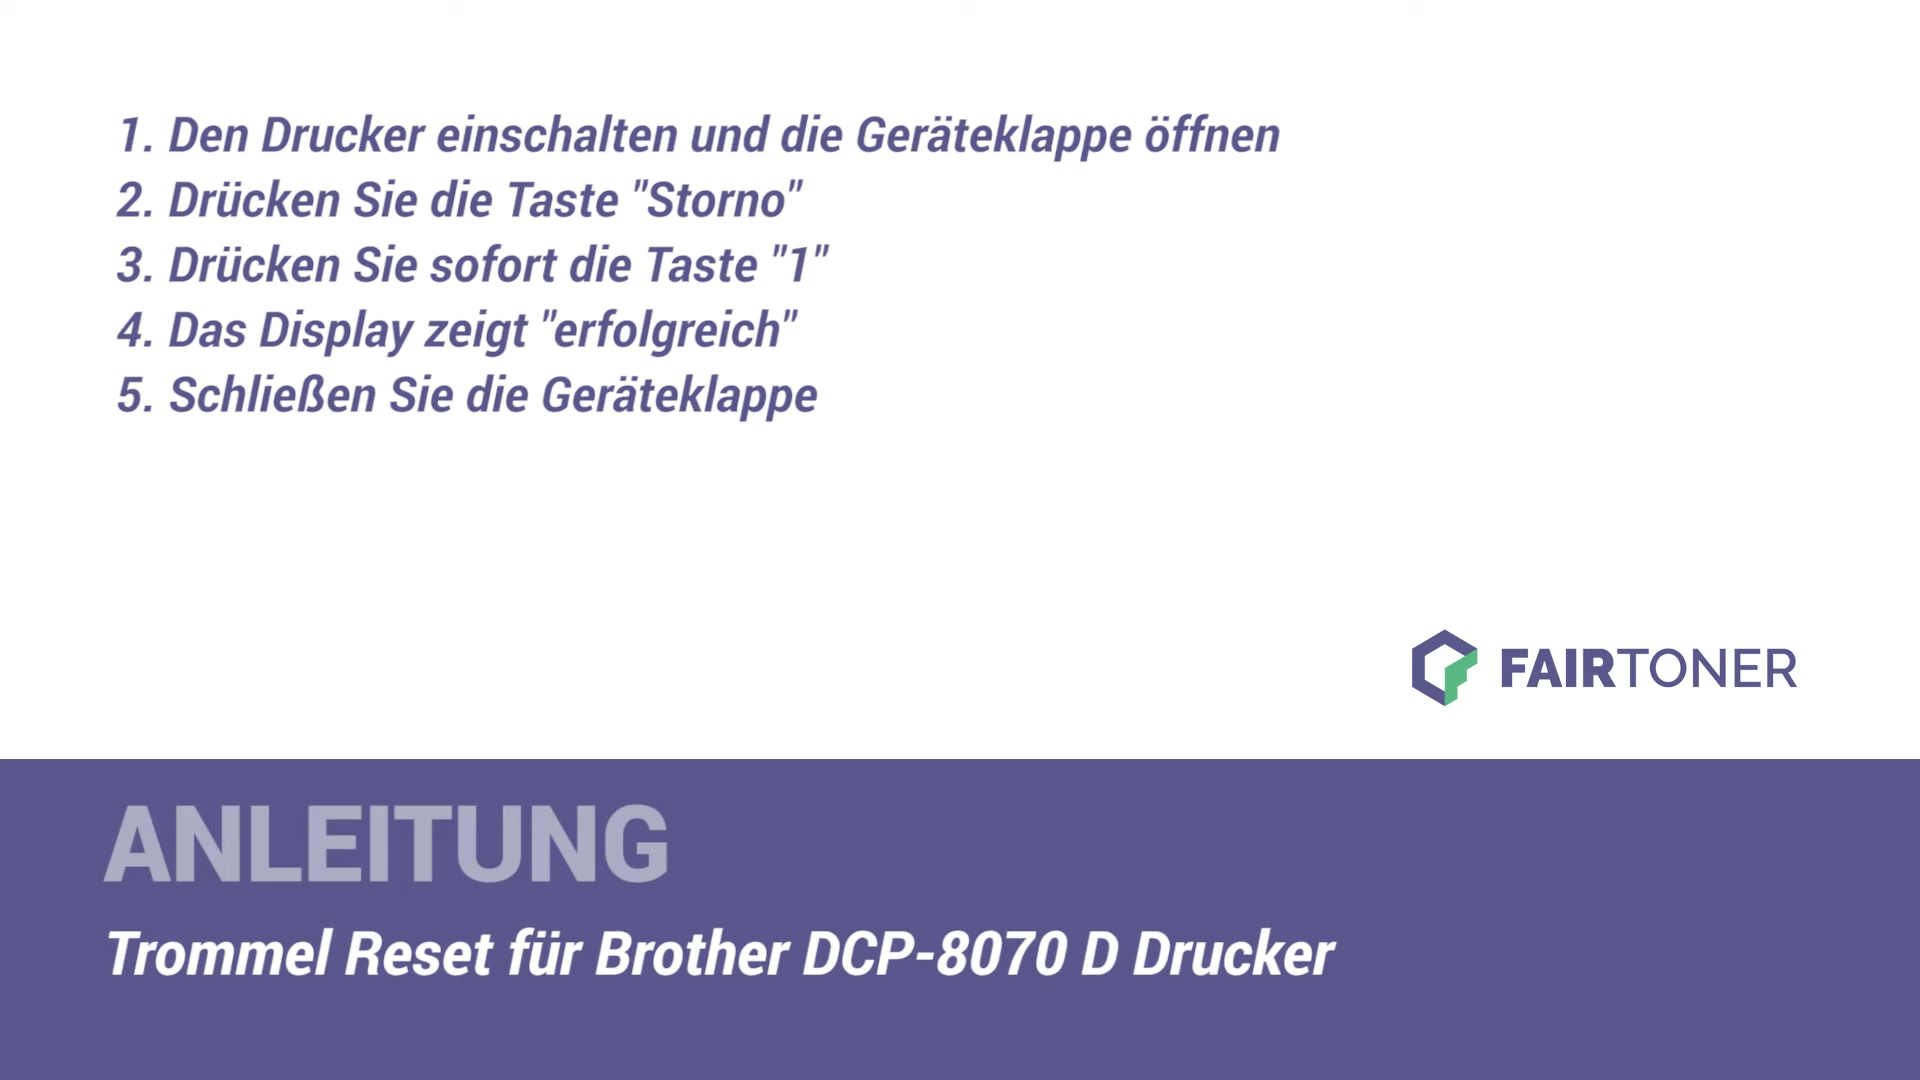 1. Den Drucker einschalten und die Geräteklappe öffnen
2. Drücken Sie die Taste "Storno"
3. Drücken Sie sofort die Taste "1"
4. Das Display zeigt "erfolgreich"
5. Schließen Sie die Geräteklappe
FAIRTONER
ANLEITUNG
Trommel Reset für Brother DCP-8070 D Drucker